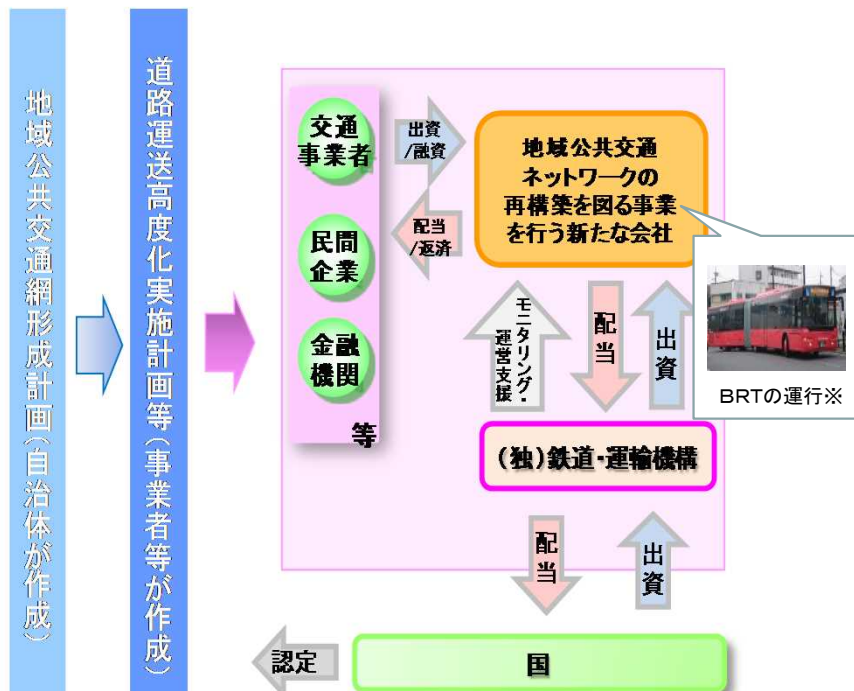 地域公共交通網形成計画(自治体が作成)
道路運送高度化実施計画等(事業者等が作成)
交通
事業者
民間
企業
金融
機関
等
出資
/融資
配当
/返済
地域公共交通
ネットワークの
再構築を図る事業
を行う新たな会社
モニタリング・
運営支援
配当
出資
BRTの運行※
(独)鉄道・運輸機構
配当
出資
認定
国